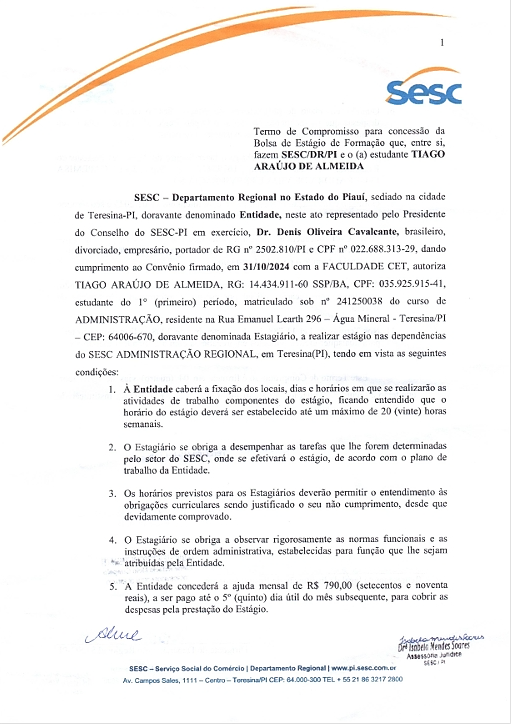 1
Sesc
Termo de Compromisso para concessão da
Bolsa de Estágio de Formação que, entre si,
fazem SESC/DR/PI e o (a) estudante TIAGO
ARAÚJO DE ALMEIDA
SESC – Departamento Regional no Estado do Piauí, sediado na cidade
de Teresina-PI, doravante denominado Entidade, neste ato representado pelo Presidente
do Conselho do SESC-PI em exercício, Dr. Denis Oliveira Cavalcante, brasileiro,
divorciado, empresário, portador de RG nº 2502.810/PI e CPF nº 022.688.313-29, dando
cumprimento ao Convênio firmado, em 31/10/2024 com a FACULDADE CET, autoriza
TIAGO ARAÚJO DE ALMEIDA, RG: 14.434.911-60 SSP/BA, CPF: 035.925.915-41,
estudante do 1° (primeiro) período, matriculado sob nº 241250038 do curso de
ADMINISTRAÇÃO, residente na Rua Emanuel Learth 296 – Água Mineral - Teresina/PI
– CEP: 64006-670, doravante denominada Estagiário, a realizar estágio nas dependências
do SESC ADMINISTRAÇÃO REGIONAL, em Teresina(PI), tendo em vista as seguintes
condições:
1. À Entidade caberá a fixação dos locais, dias e horários em que se realizarão as
atividades de trabalho componentes do estágio, ficando entendido que o
horário do estágio deverá ser estabelecido até um máximo de 20 (vinte) horas
semanais.
2. O Estagiário se obriga a desempenhar as tarefas que lhe forem determinadas
pelo setor do SESC, onde se efetivará o estágio, de acordo com o plano de
trabalho da Entidade.
3. Os horários previstos para os Estagiários deverão permitir o entendimento às
obrigações curriculares sendo justificado o seu não cumprimento, desde que
devidamente comprovado.
4. O Estagiário se obriga a observar rigorosamente as normas funcionais e as
instruções de ordem administrativa, estabelecidas para função que lhe sejam
atribuídas pela Entidade.
5. A Entidade concederá a ajuda mensal de R$ 790,00 (setecentos e noventa
reais), a ser pago até o 5º (quinto) dia útil do mês subsequente, para cobrir as
despesas pela prestação do Estágio.
Isabela Mendes Soares
Drª Isabela Mendes Soares
Assessoria Jurídica
SESC / PI
SESC – Serviço Social do Comércio | Departamento Regional | www.pi.sesc.com.br
Av. Campos Sales, 1111 – Centro – Teresina/PI CEP: 64.000-300 TEL + 55 21 86 3217 2800